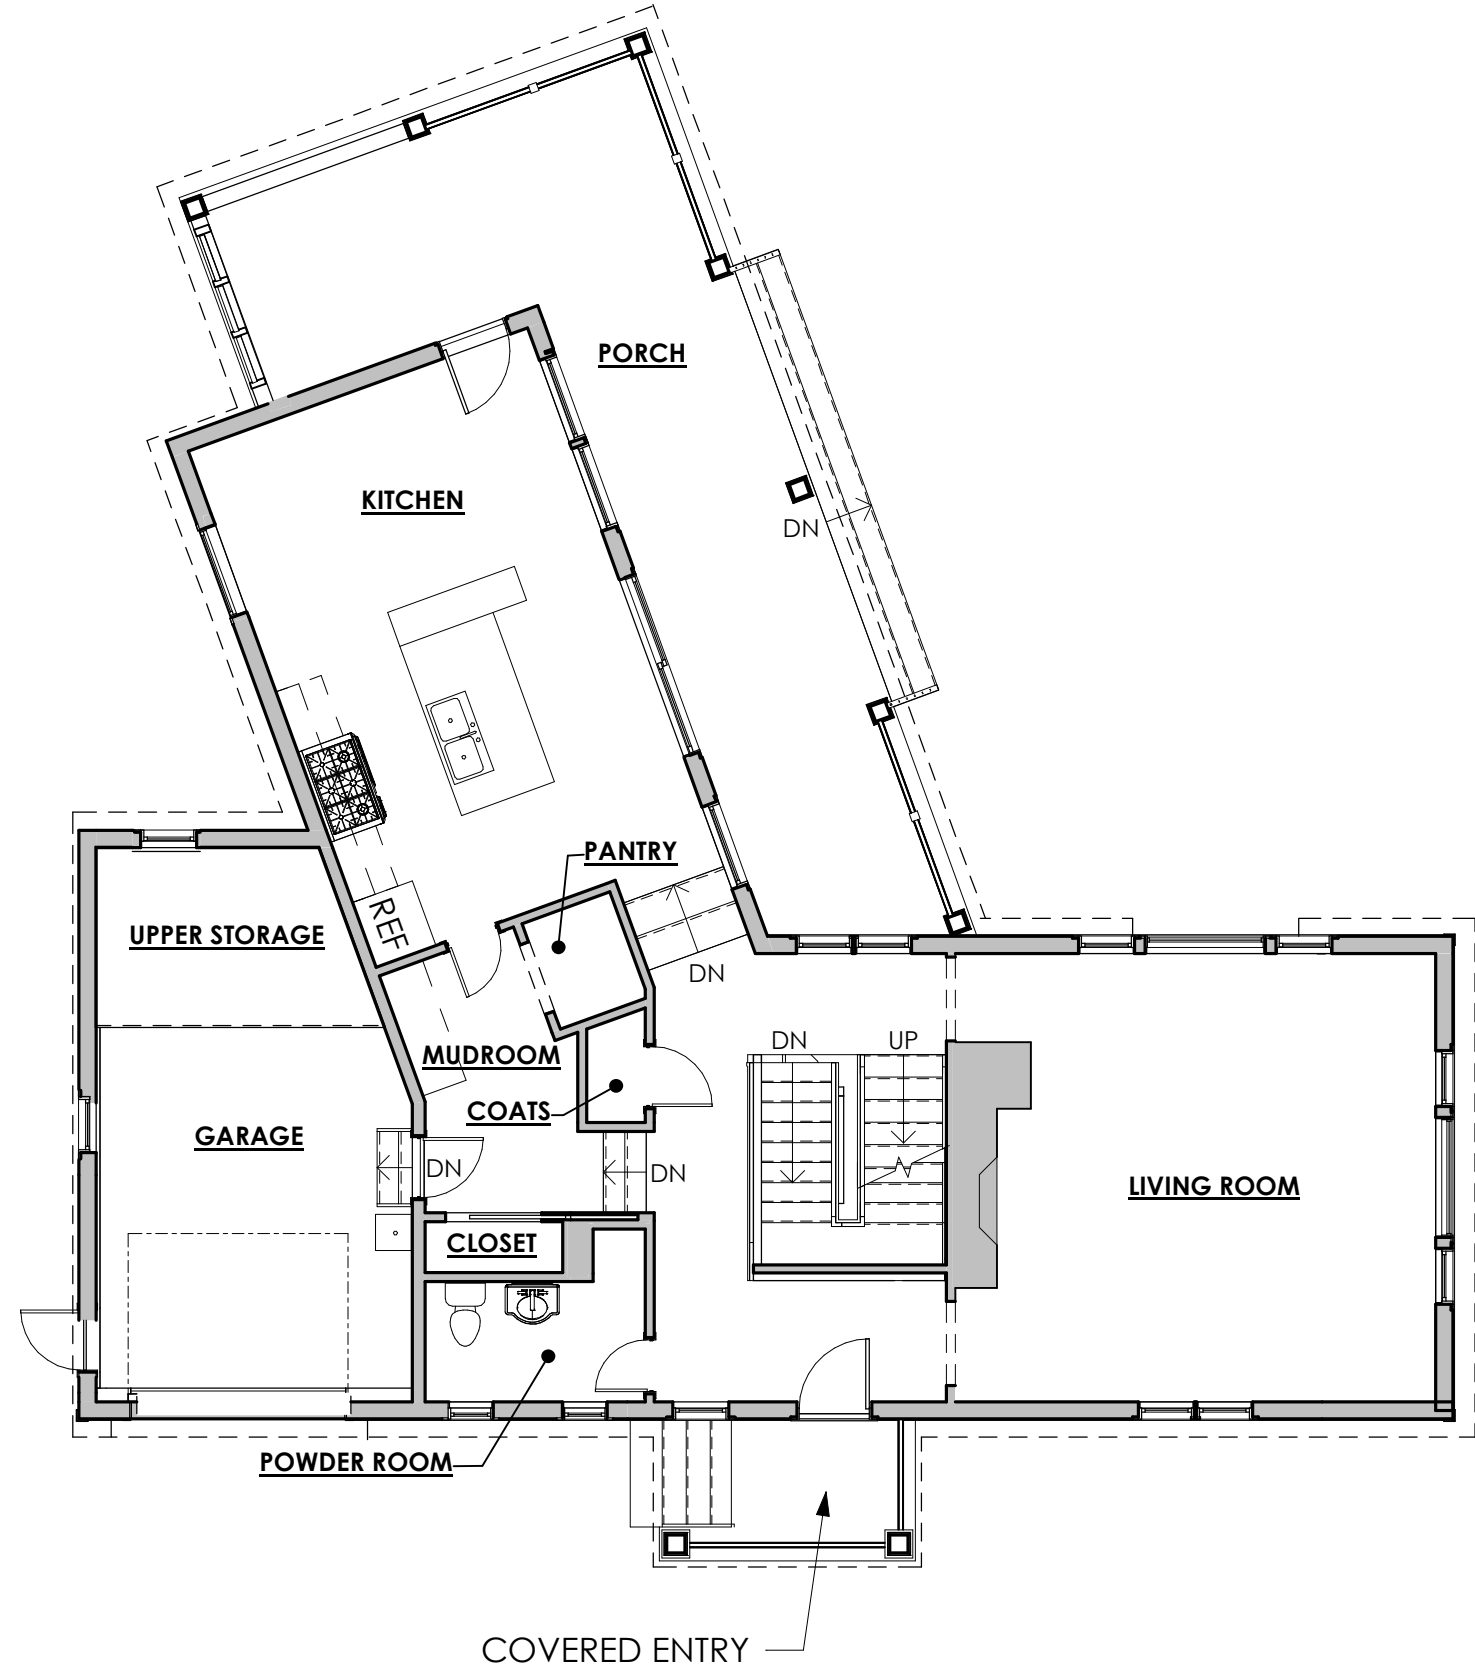 PORCH
KITCHEN
DN
PANTRY
REF
UPPER STORAGE
DN
DN
UP
MUDROOM
COATS
GARAGE
DN
DN
LIVING ROOM
CLOSET
POWDER ROOM
COVERED ENTRY